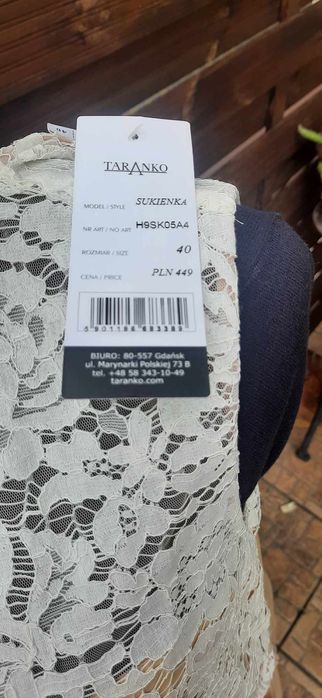 TARANKO
MODEL / STYLE SUKIENKA
NR ART / NO ART H9SK05A4
ROZMIAR / SIZE 40
CENA / PRICE PLN 449
BIURO: 80-557 Gdańsk
ul. Marynarki Polskiej 73 B
tel. +48 58 343-10-49
taranko.com